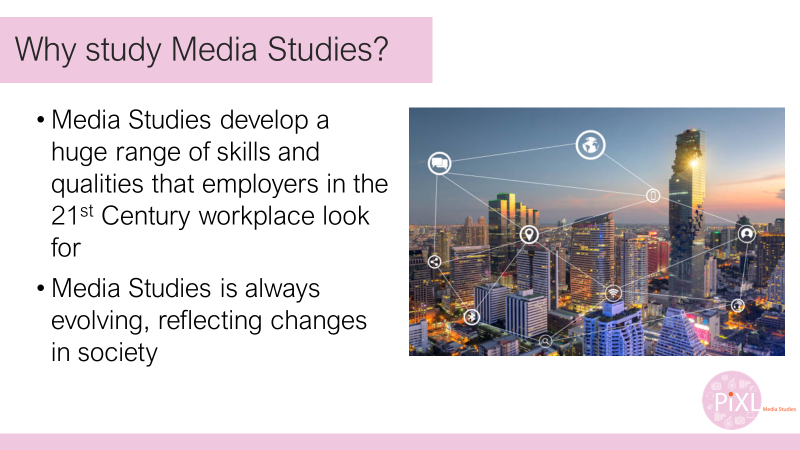 Why study Media Studies?
• Media Studies develop a
huge range of skills and
qualities that employers in the
21st Century workplace look
for
• Media Studies is always
evolving, reflecting changes
in society
PiXL
Media Studies